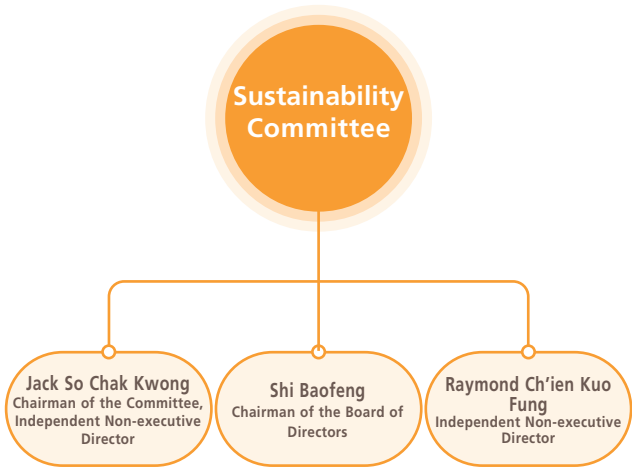 Sustainability
Committee
Jack So Chak Kwong
Chairman of the Committee,
Independent Non-executive
Director
Shi Baofeng
Chairman of the Board of
Directors
Raymond Ch’ien Kuo
Fung
Independent Non-executive
Director